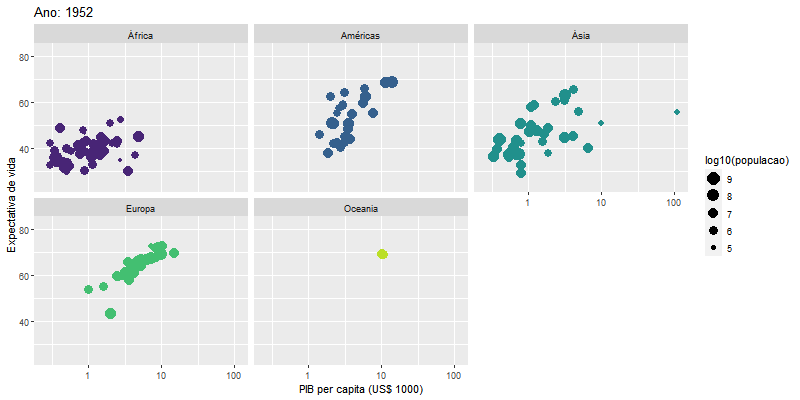 Ano: 1952
África
Américas
Ásia
80
60
40
1
10
100
Europa
Oceania
80
60
40
1
10
100
1
10
100
Expectativa de vida
PIB per capita (US$ 1000)
log10(populacao)
9
8
7
6
5